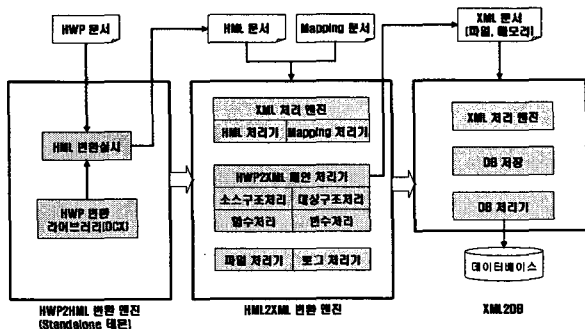 HWP 문서
HML 문서
Mapping 문서
XML 문서
(파일, 메모리)
HML 변환실시
HWP 변환
라이브러리(OCX)
XML 처리 엔진
HML 처리기
Mapping 처리기
HWP2XML 메인 처리기
소스구조처리
대상구조처리
함수처리
변수처리
파일 처리기
로그 처리기
XML 처리 엔진
DB 저장
DB 처리기
데이터베이스
HWP2HML 변환 엔진
(Standalone 데몬)
HML2XML 변환 엔진
XML2DB